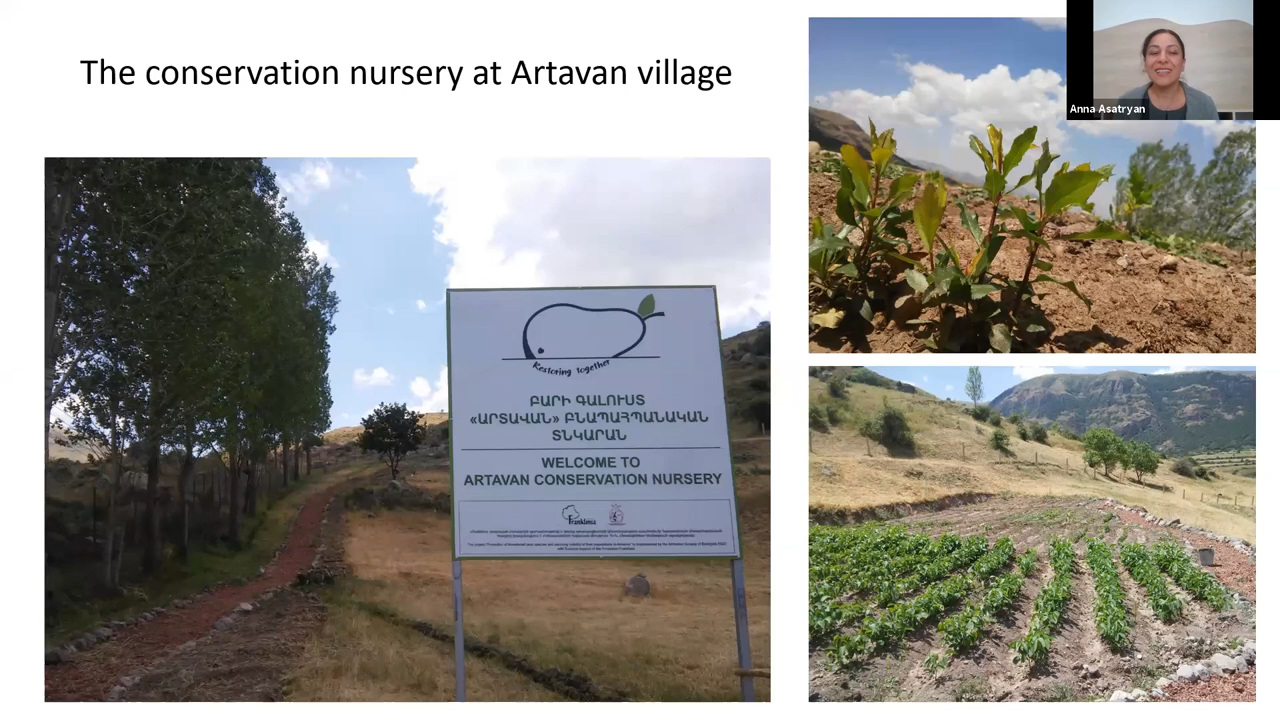 The conservation nursery at Artavan village
Anna Asatryan
Restoring together
ԲԱՐԻ ԳԱԼՈՒՍՏ
«ԱՐՏԱՎԱՆ» ԲՆԱՊԱՀՊԱՆԱԿԱՆ
ՏՆԿԱՐԱՆ
WELCOME TO
ARTAVAN CONSERVATION NURSERY
Franklinia